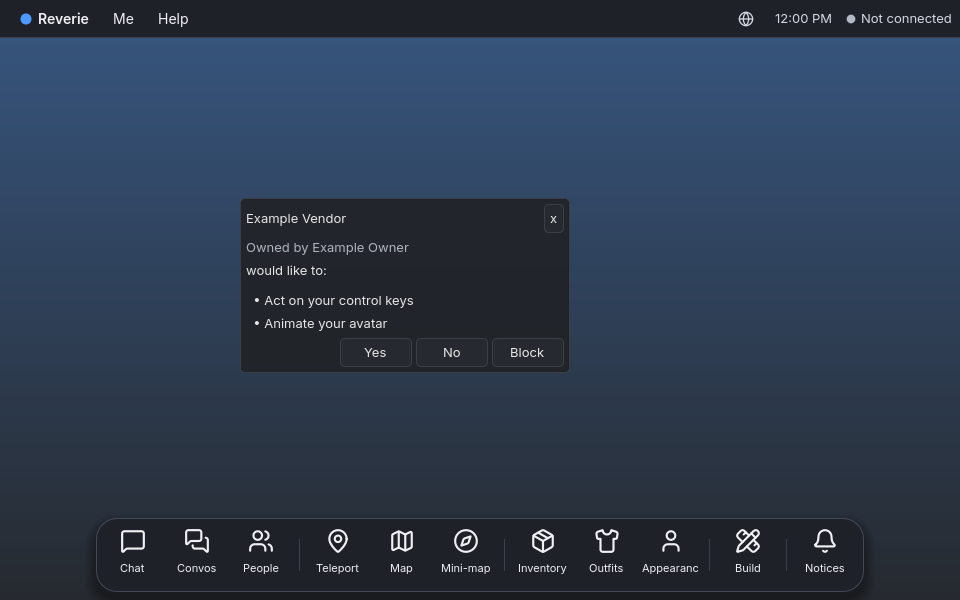 Reverie Me Help 12:00 PM Not connected
Example Vendor x
Owned by Example Owner
would like to:
• Act on your control keys
• Animate your avatar
Yes No Block
Chat Convos People Teleport Map Mini-map Inventory Outfits Appearanc Build Notices